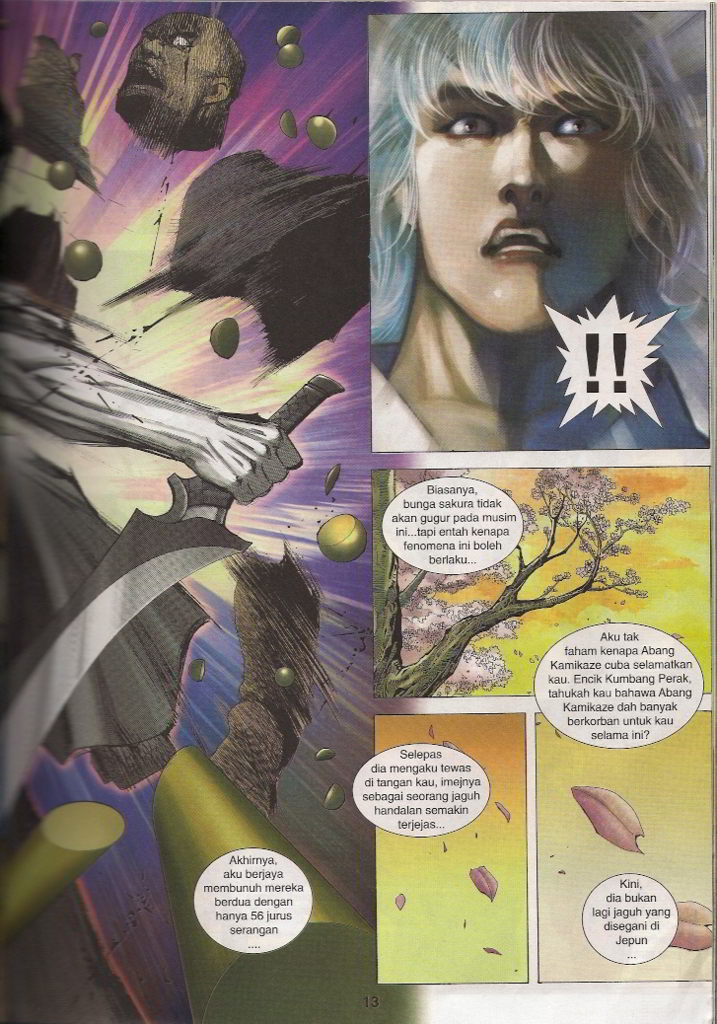 Akhirnya,
aku berjaya
membunuh mereka
berdua dengan
hanya 56 jurus
serangan
....
!!
Biasanya,
bunga sakura tidak
akan gugur pada musim
ini...tapi entah kenapa
fenomena ini boleh
berlaku...
Aku tak
faham kenapa Abang
Kamikaze cuba selamatkan
kau. Encik Kumbang Perak,
tahukah kau bahawa Abang
Kamikaze dah banyak
berkorban untuk kau
selama ini?
Selepas
dia mengaku tewas
di tangan kau, imejnya
sebagai seorang jaguh
handalan semakin
terjejas...
Kini,
dia bukan
lagi jaguh yang
disegani di
Jepun
...
13